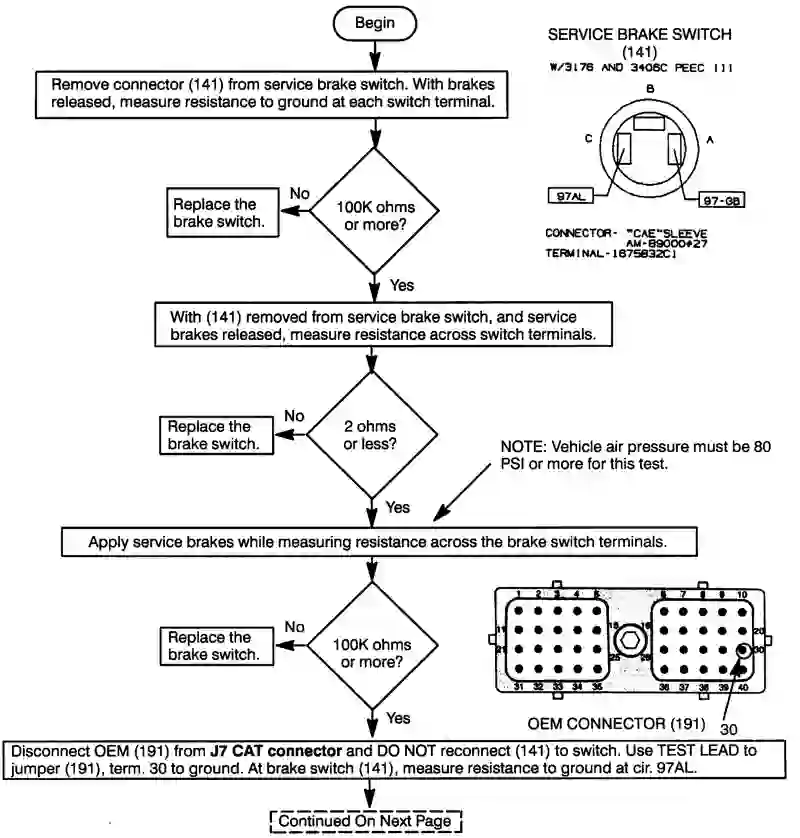 Begin
SERVICE BRAKE SWITCH
(141)
W/3176 AND 3406C PEEC III
Remove connector (141) from service brake switch. With brakes
released, measure resistance to ground at each switch terminal.
B
C
A
97AL
97-GB
CONNECTOR- "CAE"SLEEVE
AM-89000#27
TERMINAL-1675832C1
100K ohms
or more?
No
Replace the
brake switch.
Yes
With (141) removed from service brake switch, and service
brakes released, measure resistance across switch terminals.
2 ohms
or less?
No
Replace the
brake switch.
NOTE: Vehicle air pressure must be 80
PSI or more for this test.
Yes
Apply service brakes while measuring resistance across the brake switch terminals.
100K ohms
or more?
No
Replace the
brake switch.
1 2 3 4 5 6 7 8 9 10
11 15 16 20
21 25 26 30
31 32 33 34 35 36 37 38 39 40
OEM CONNECTOR (191) 30
Yes
Disconnect OEM (191) from J7 CAT connector and DO NOT reconnect (141) to switch. Use TEST LEAD to
jumper (191), term. 30 to ground. At brake switch (141), measure resistance to ground at cir. 97AL.
Continued On Next Page